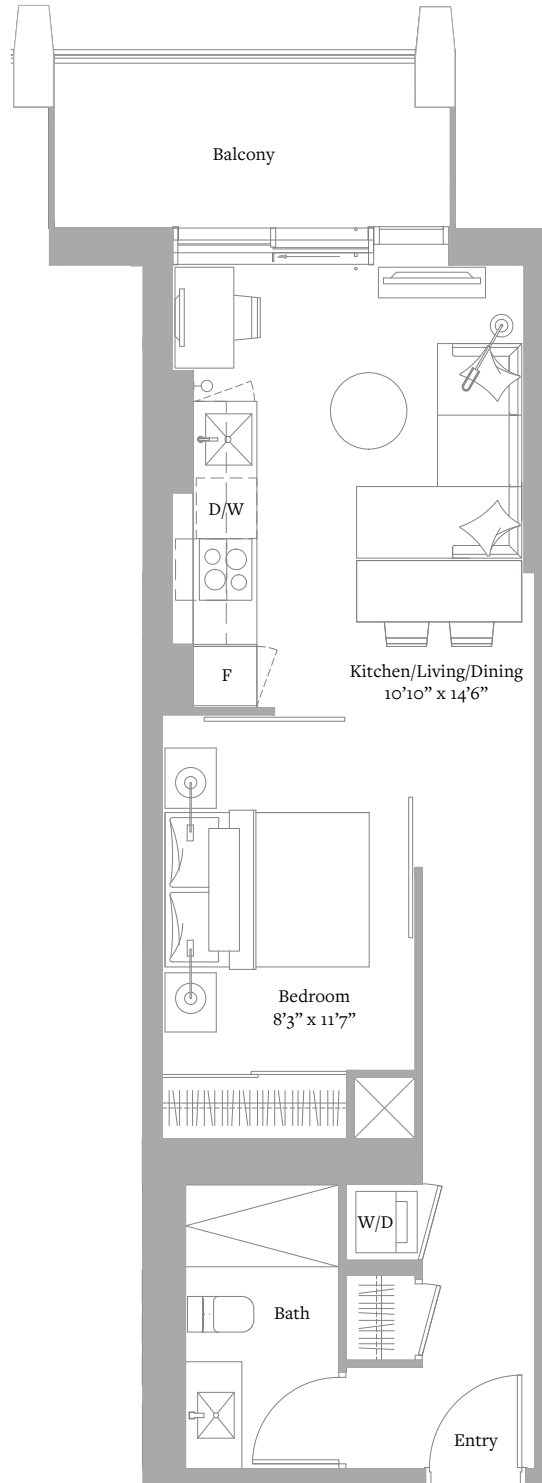 Balcony
D/W
F
Kitchen/Living/Dining
10’10” x 14’6”
Bedroom
8’3” x 11’7”
W/D
Bath
Entry